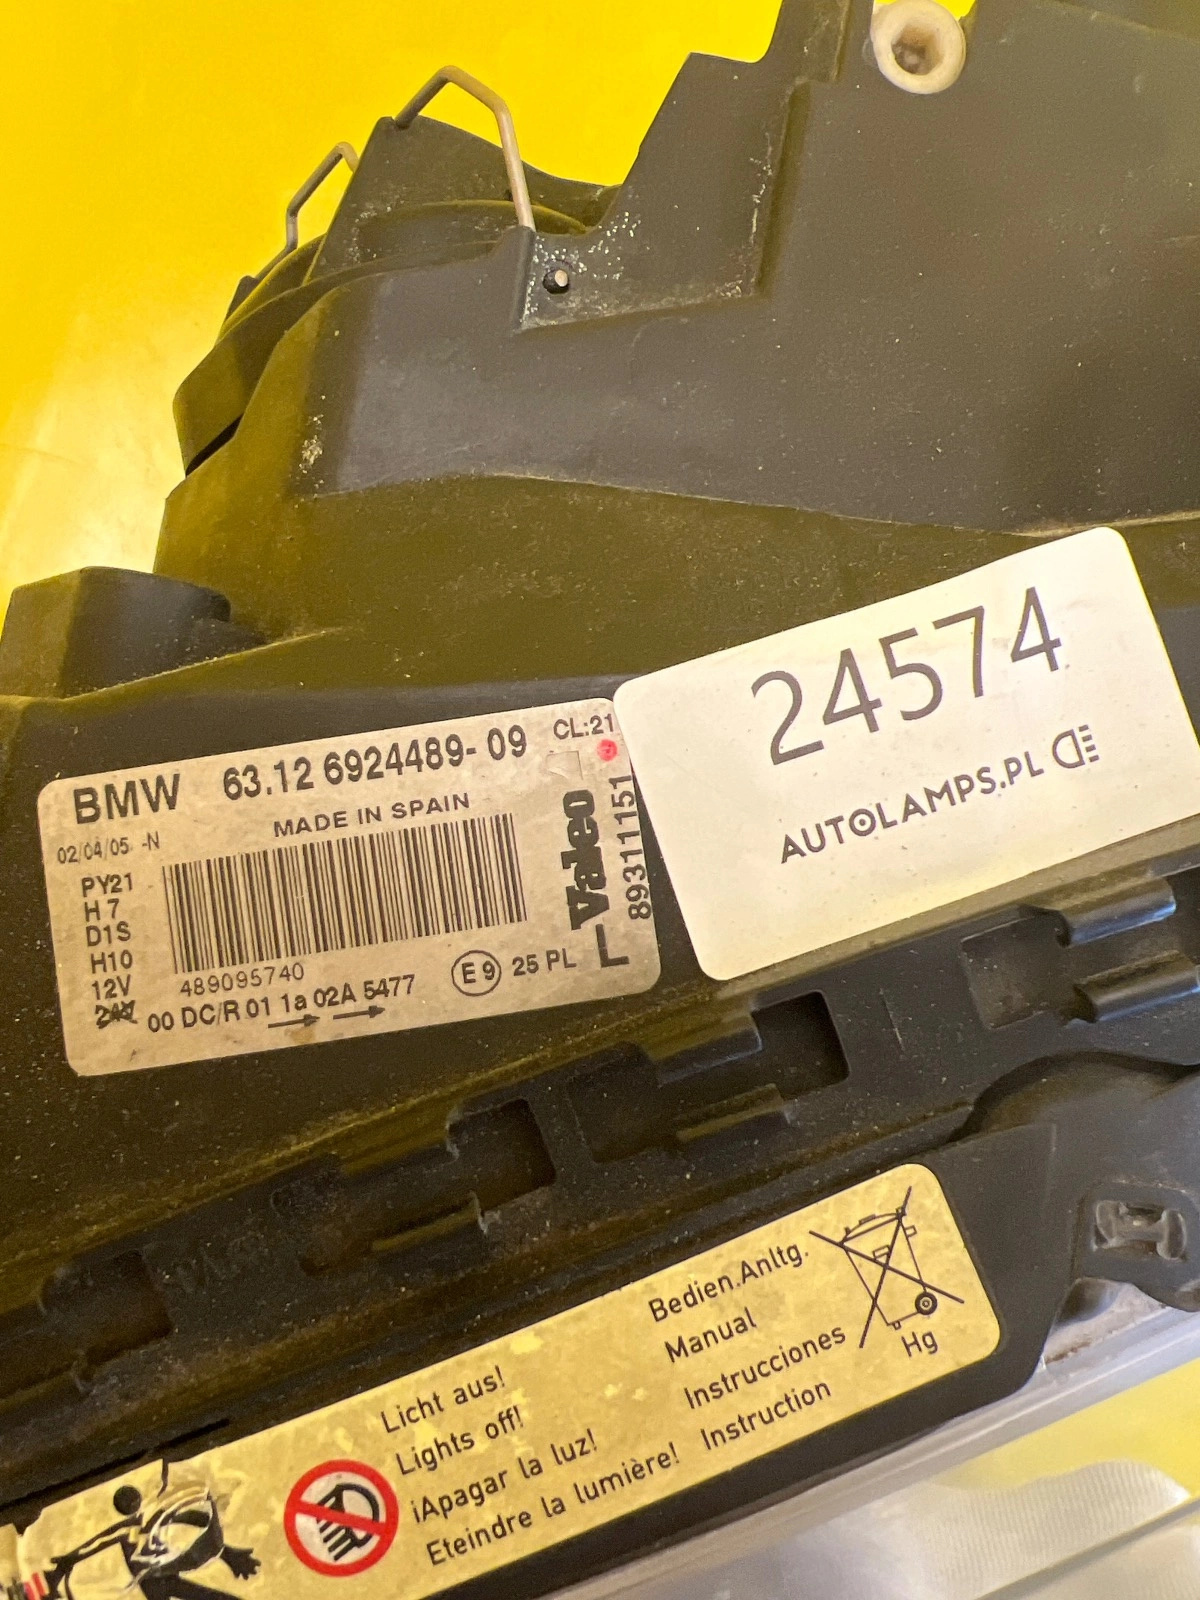 24574
AUTOLAMPS.PL
BMW 63.12 6924489-09 CL:21
MADE IN SPAIN
02/04/05 -N
PY21
H7
D1S
H10
12V
24V
489095740
00 DC/R 01 1a 02A 5477
E9 25 PL
L Valeo
89311151
Licht aus!
Lights off!
¡Apagar la luz!
Eteindre la lumière!
Bedien.Anltg.
Manual
Instrucciones
Instruction
Hg